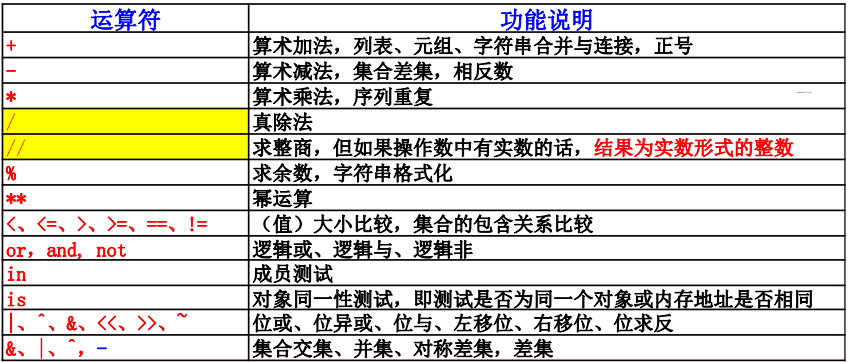 运算符 功能说明
+ 算术加法，列表、元组、字符串合并与连接，正号
- 算术减法，集合差集，相反数
* 算术乘法，序列重复
/ 真除法
// 求整商，但如果操作数中有实数的话，结果为实数形式的整数
% 求余数，字符串格式化
** 幂运算
<、<=、>、>=、==、!= （值）大小比较，集合的包含关系比较
or，and, not 逻辑或、逻辑与、逻辑非
in 成员测试
is 对象同一性测试，即测试是否为同一个对象或内存地址是否相同
|、^、&、<<、>>、~ 位或、位异或、位与、左移位、右移位、位求反
&、|、^，- 集合交集、并集、对称差集，差集